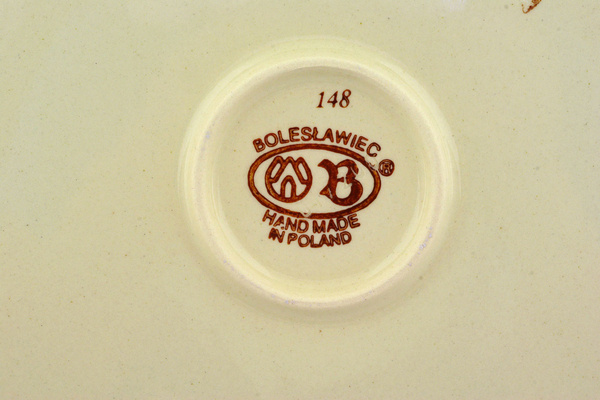 148
BOLESŁAWIEC
B ®
HAND MADE
IN POLAND